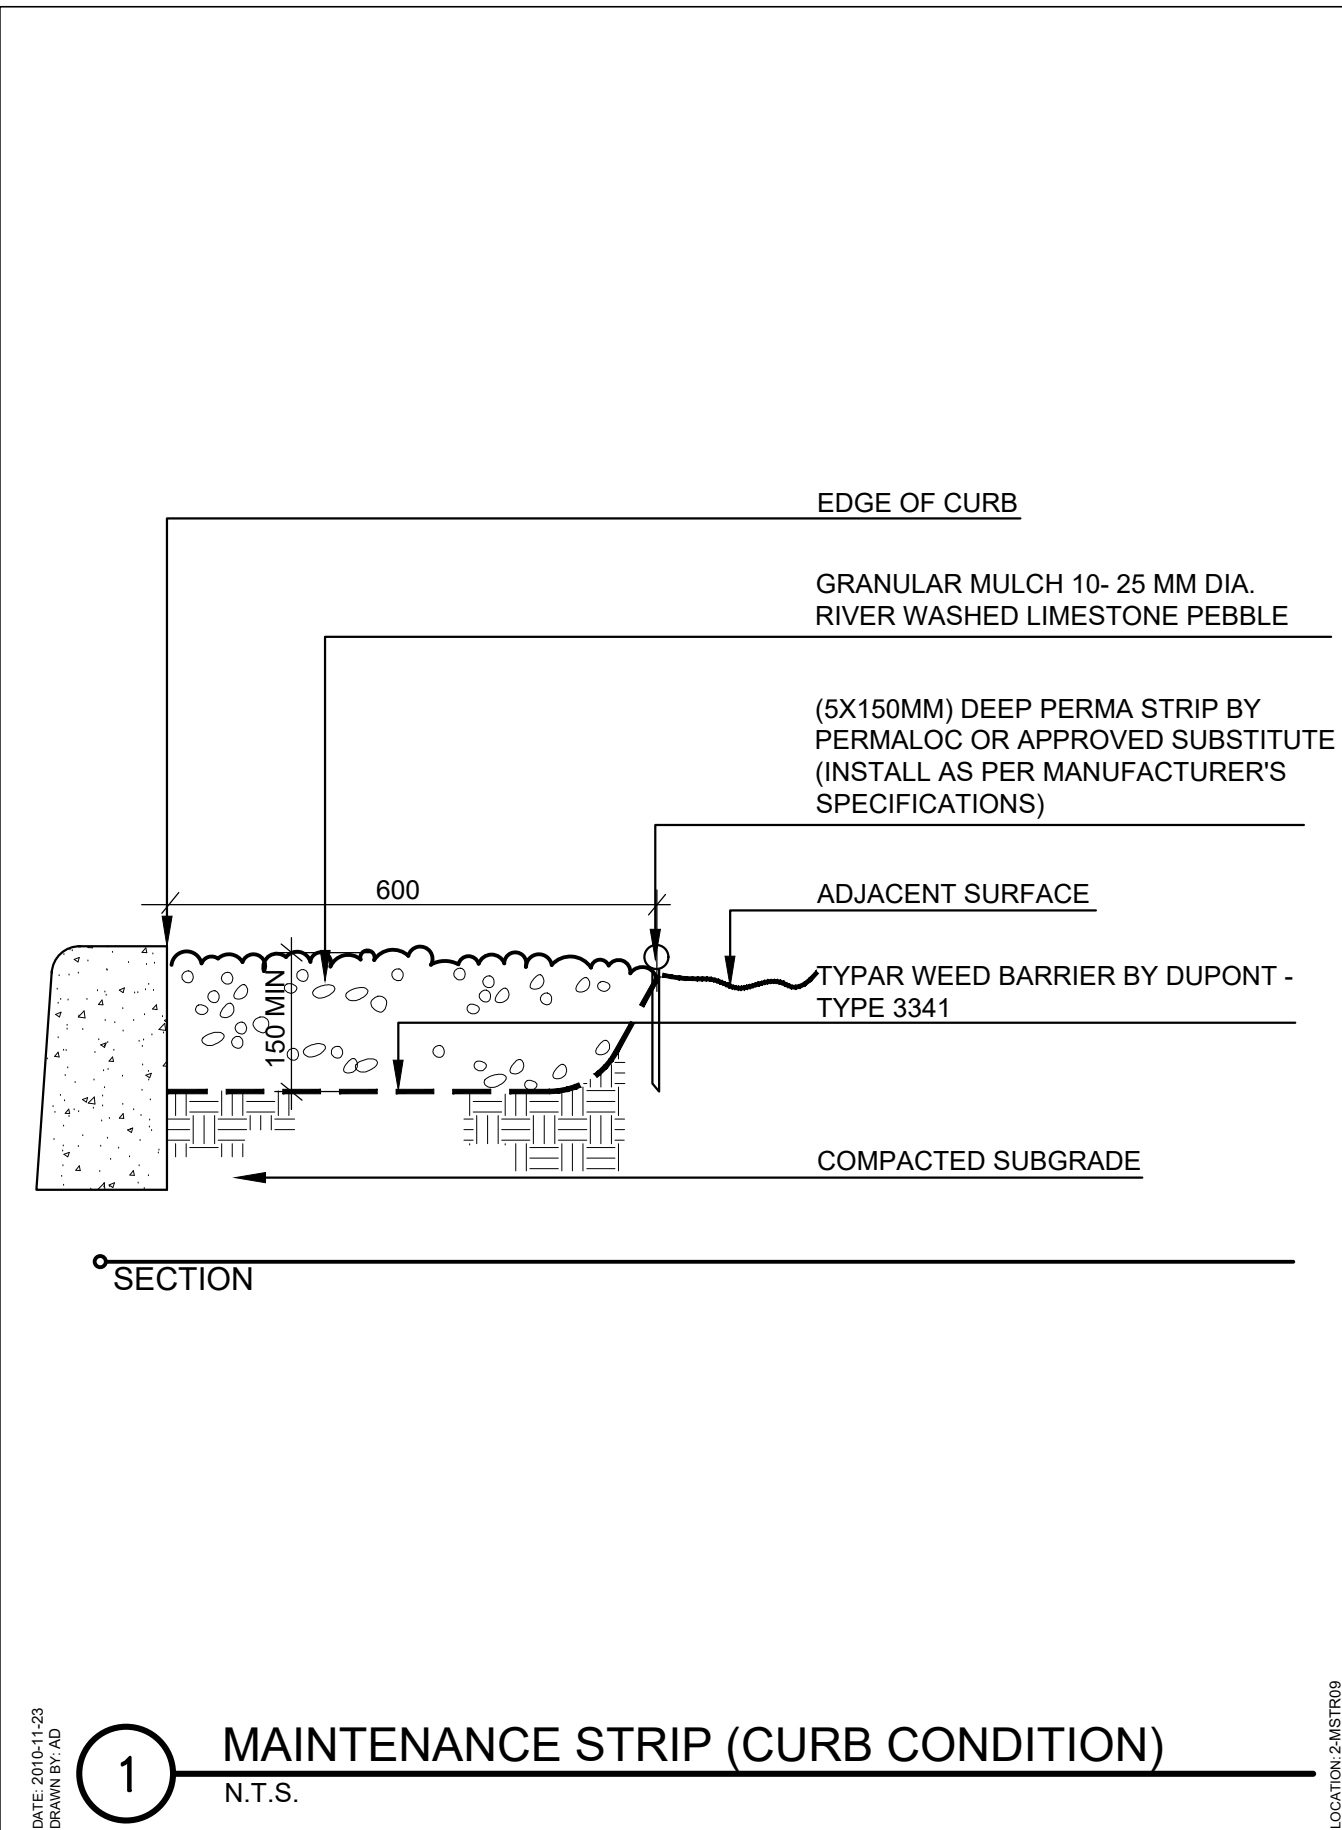 EDGE OF CURB
GRANULAR MULCH 10- 25 MM DIA.
RIVER WASHED LIMESTONE PEBBLE
(5X150MM) DEEP PERMA STRIP BY
PERMALOC OR APPROVED SUBSTITUTE
(INSTALL AS PER MANUFACTURER'S
SPECIFICATIONS)
600
ADJACENT SURFACE
150 MIN
TYPAR WEED BARRIER BY DUPONT -
TYPE 3341
COMPACTED SUBGRADE
SECTION
DATE: 2010-11-23
DRAWN BY: AD
1
MAINTENANCE STRIP (CURB CONDITION)
N.T.S.
LOCATION: 2-MSTR09